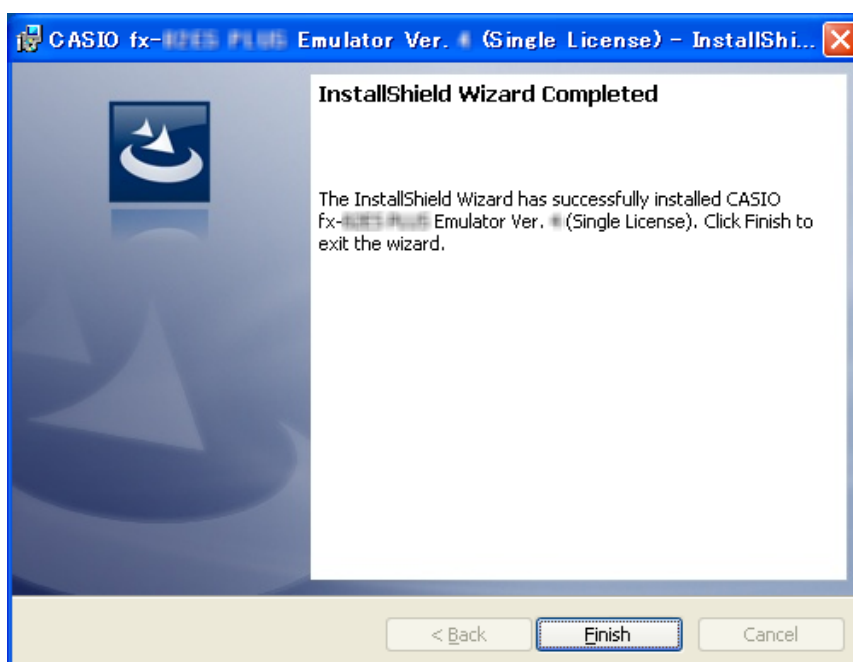 CASIO fx- Emulator Ver. (Single License) - InstallShi...
InstallShield Wizard Completed
The InstallShield Wizard has successfully installed CASIO
fx- Emulator Ver. (Single License). Click Finish to
exit the wizard.
< Back Finish Cancel